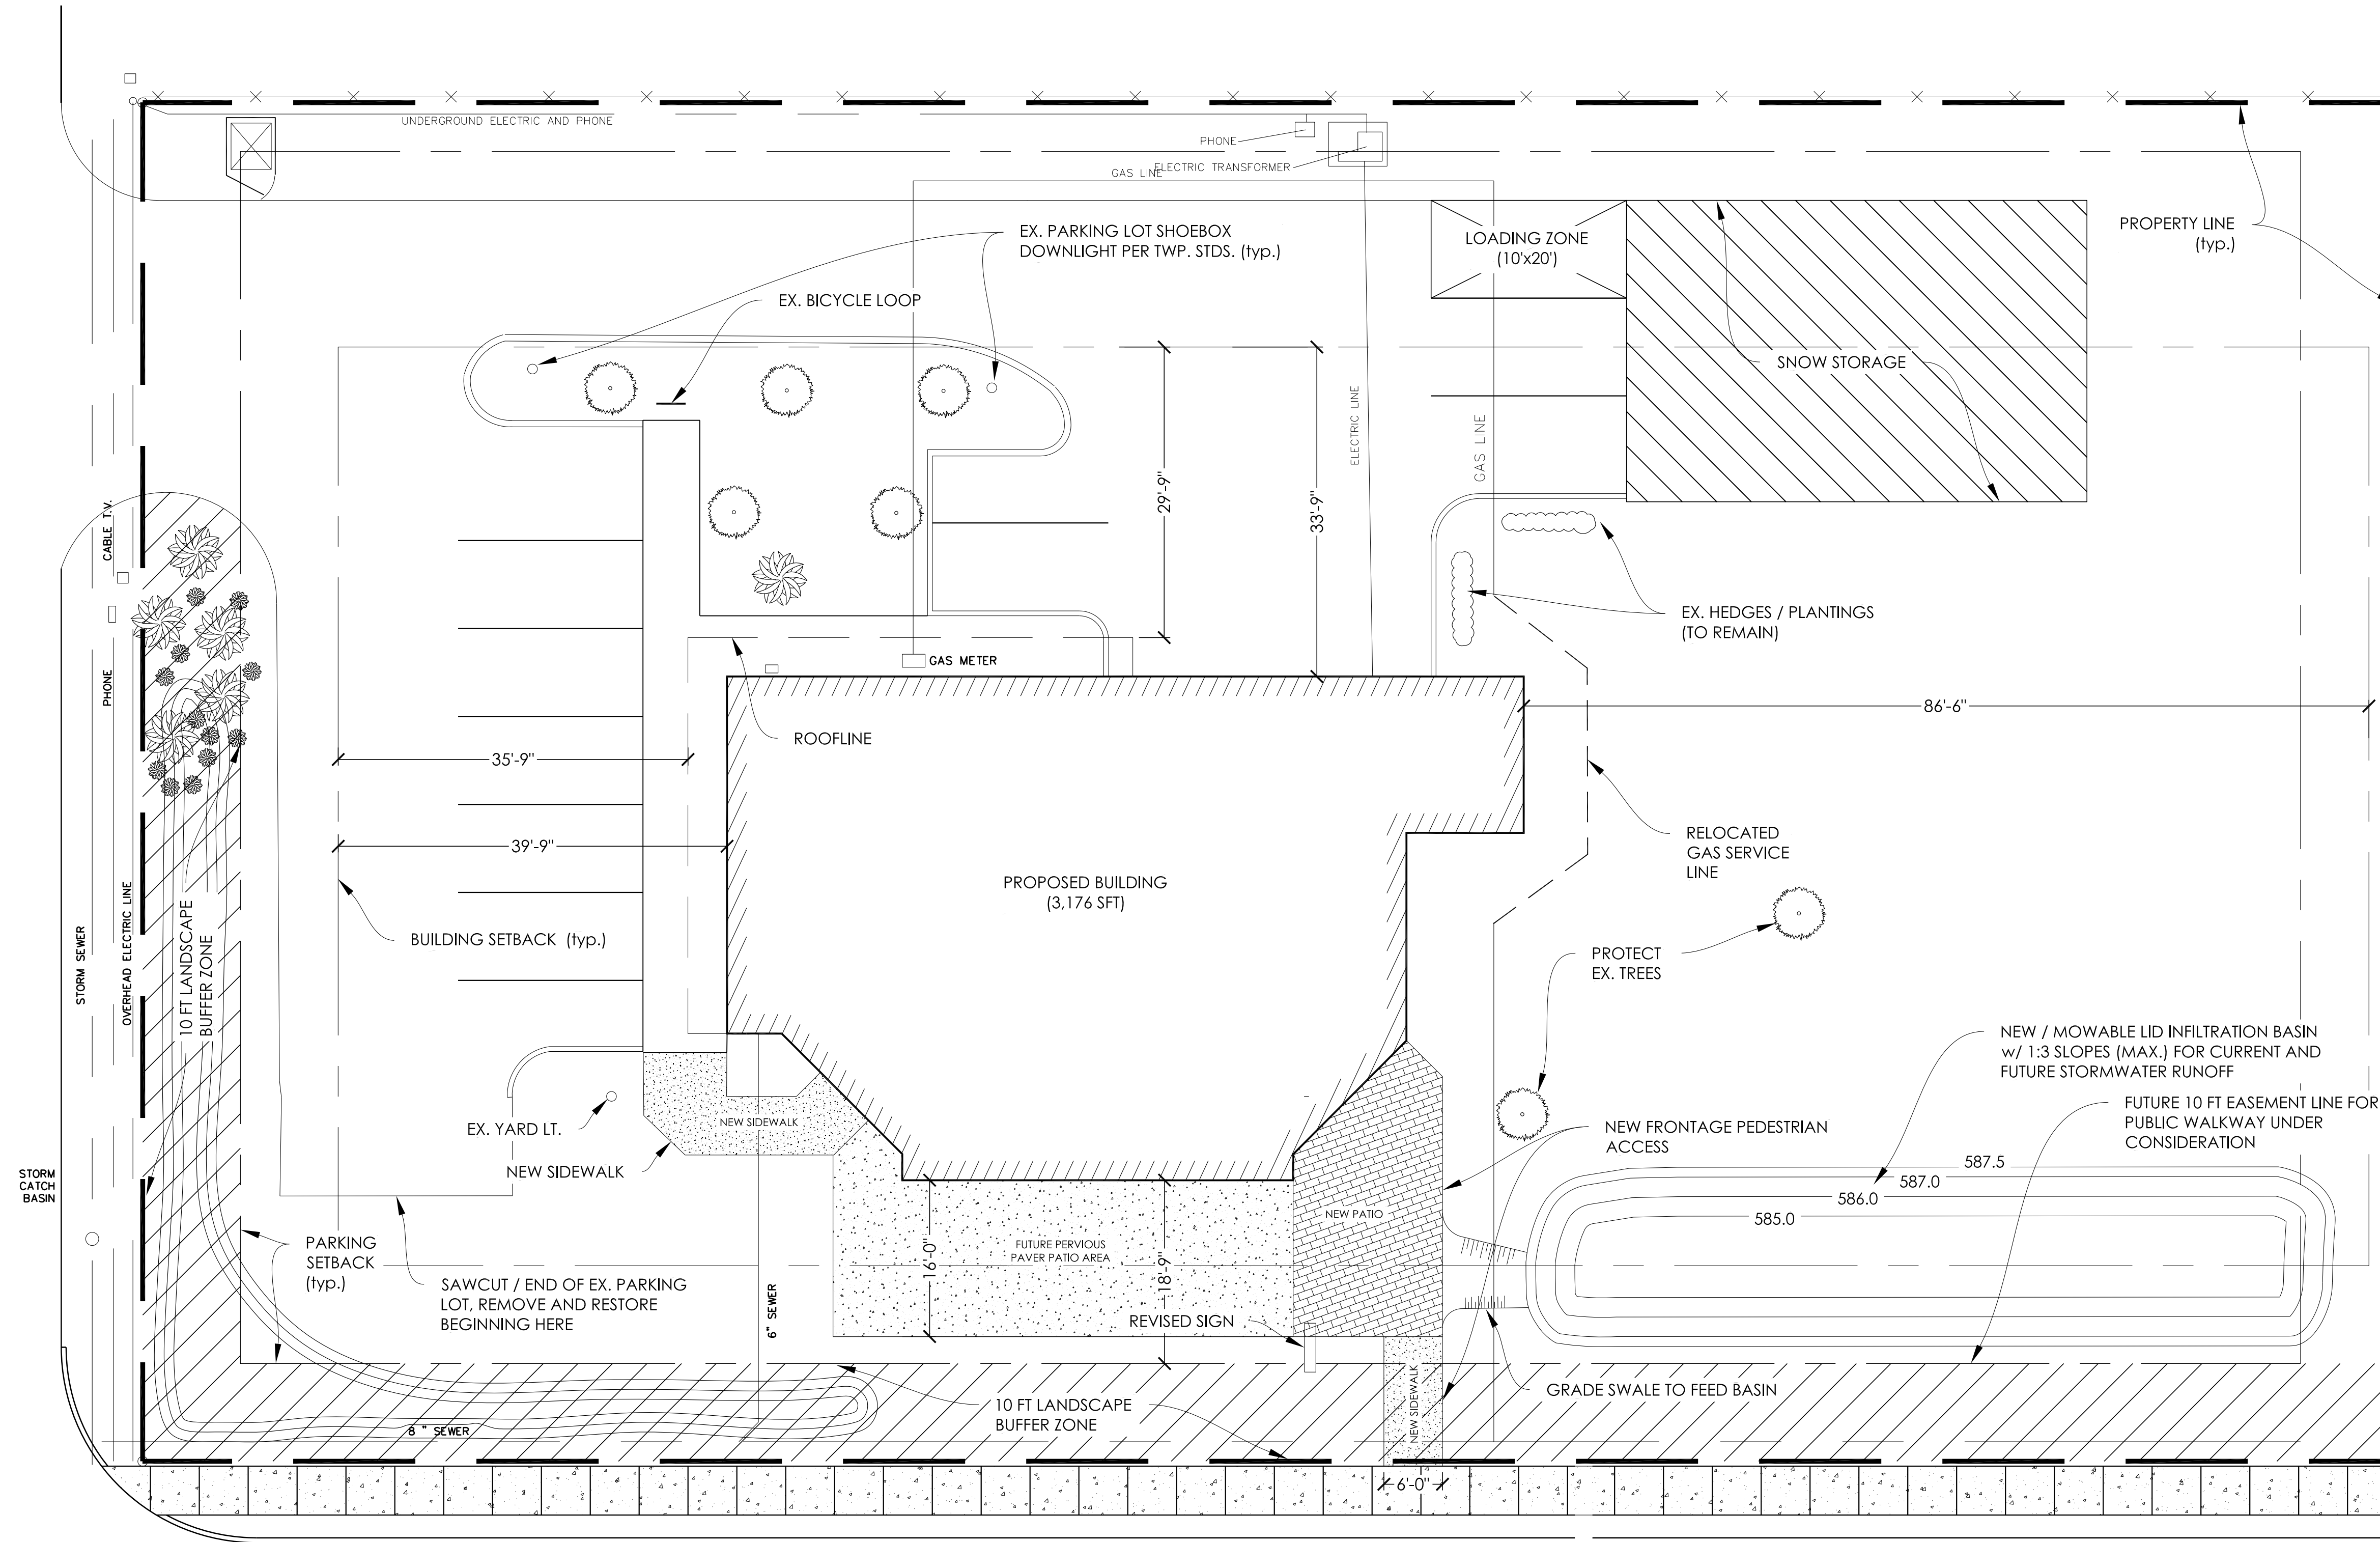 UNDERGROUND ELECTRIC AND PHONE
PHONE
ELECTRIC TRANSFORMER
GAS LINE
EX. PARKING LOT SHOEBOX
DOWNLIGHT PER TWP. STDS. (typ.)
LOADING ZONE
(10'x20')
PROPERTY LINE
(typ.)
EX. BICYCLE LOOP
SNOW STORAGE
ELECTRIC LINE
GAS LINE
29'-9"
33'-9"
CABLE T.V.
EX. HEDGES / PLANTINGS
(TO REMAIN)
GAS METER
PHONE
86'-6"
ROOFLINE
35'-9"
39'-9"
RELOCATED
GAS SERVICE
LINE
PROPOSED BUILDING
(3,176 SFT)
BUILDING SETBACK (typ.)
STORM SEWER
OVERHEAD ELECTRIC LINE
10 FT LANDSCAPE
BUFFER ZONE
PROTECT
EX. TREES
NEW / MOWABLE LID INFILTRATION BASIN
w/ 1:3 SLOPES (MAX.) FOR CURRENT AND
FUTURE STORMWATER RUNOFF
FUTURE 10 FT EASEMENT LINE FOR
PUBLIC WALKWAY UNDER
CONSIDERATION
EX. YARD LT.
NEW SIDEWALK
NEW SIDEWALK
NEW FRONTAGE PEDESTRIAN
ACCESS
STORM
CATCH
BASIN
587.5
587.0
586.0
585.0
NEW PATIO
PARKING
SETBACK
(typ.)
FUTURE PERVIOUS
PAVER PATIO AREA
16'-0"
18'-9"
SAWCUT / END OF EX. PARKING
LOT, REMOVE AND RESTORE
BEGINNING HERE
6" SEWER
REVISED SIGN
NEW SIDEWALK
GRADE SWALE TO FEED BASIN
10 FT LANDSCAPE
BUFFER ZONE
8 " SEWER
6'-0"